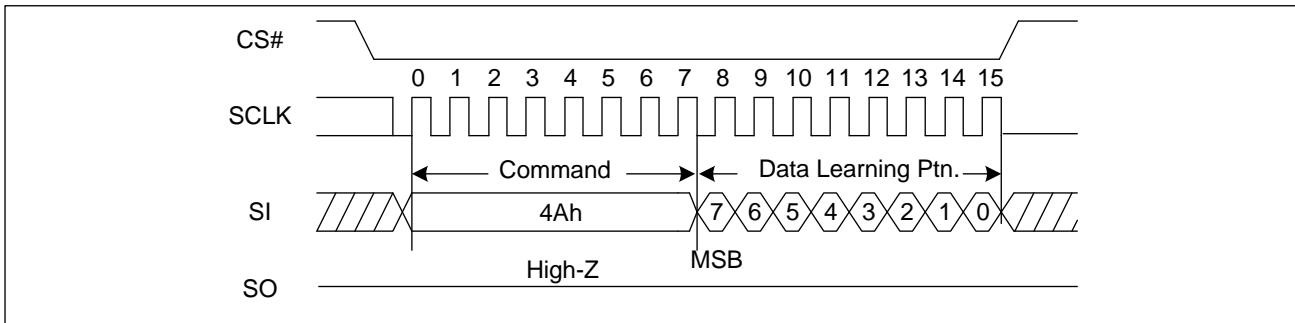 CS#
0 1 2 3 4 5 6 7 8 9 10 11 12 13 14 15
SCLK
Command Data Learning Ptn.
SI 4Ah 7 6 5 4 3 2 1 0
High-Z MSB
SO